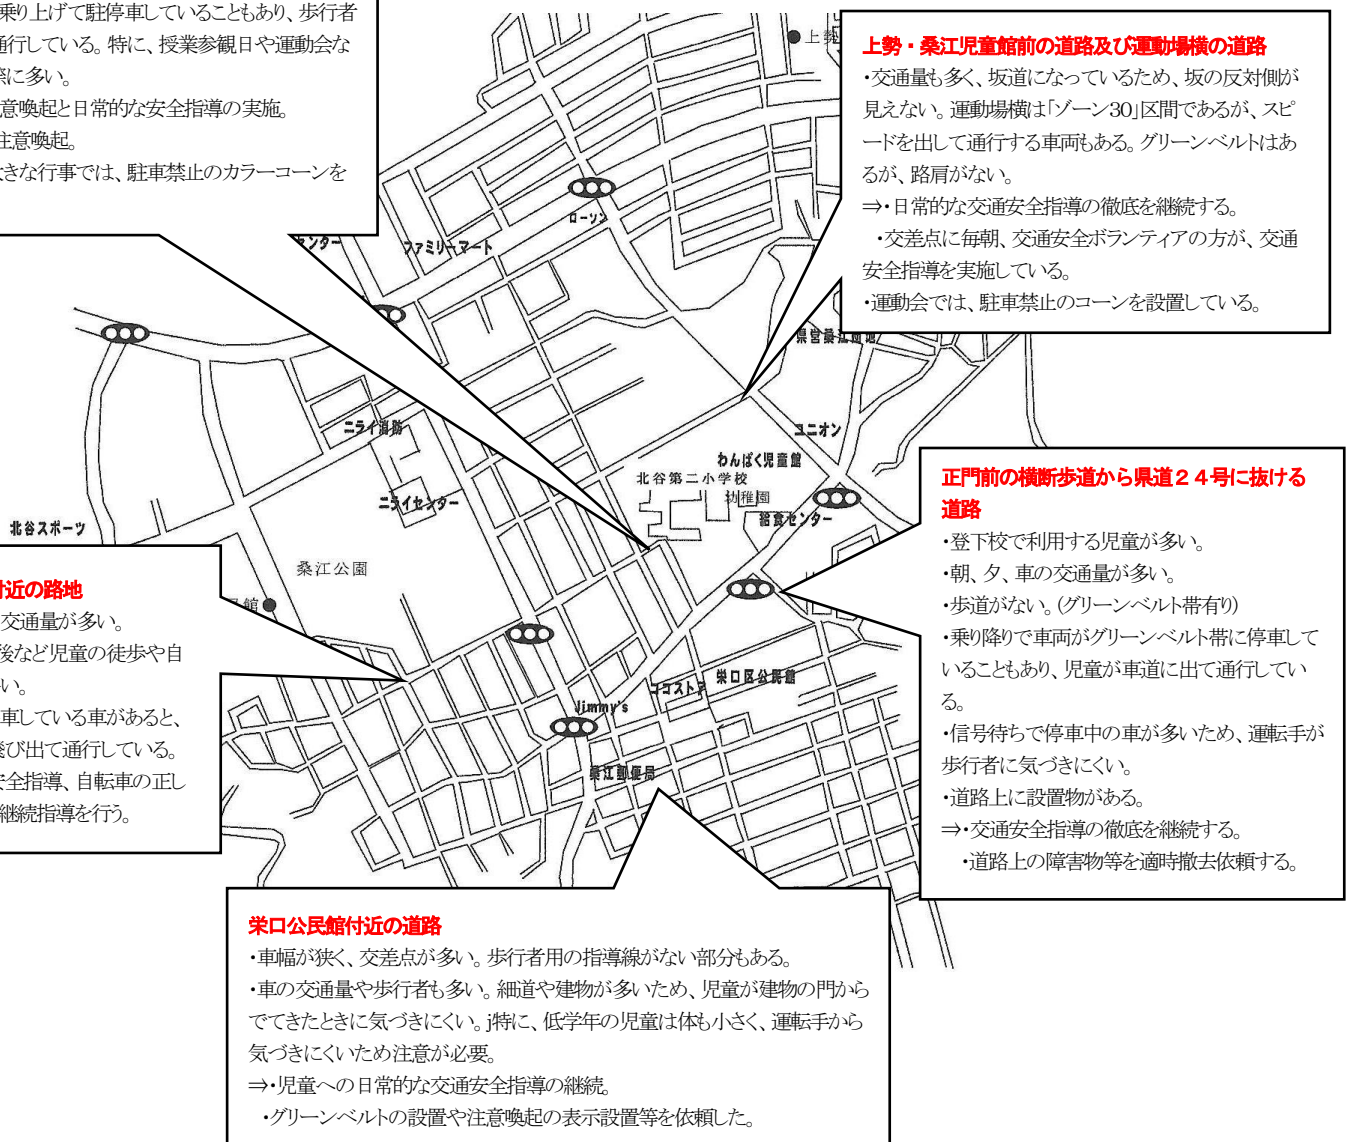 乗り上げて駐停車していることもあり、歩行者
通行している。特に、授業参観日や運動会な
際に多い。
意喚起と日常的な安全指導の実施。
注意喚起。
大きな行事では、駐車禁止のカラーコーンを
上勢・桑江児童館前の道路及び運動場横の道路
・交通量も多く、坂道になっているため、坂の反対側が
見えない。運動場横は「ゾーン30」区間であるが、スピ
ードを出して通行する車両もある。グリーンベルトはあ
るが、路肩がない。
⇒・日常的な交通安全指導の徹底を継続する。
・交差点に毎朝、交通安全ボランティアの方が、交通
安全指導を実施している。
・運動会では、駐車禁止のコーンを設置している。
上勢
ローソン
ンター
ファミリーマート
県営桑江団地
ニライ消防
ユニオン
わんぱく児童館
北谷第二小学校
幼稚園
給食センター
ニライセンター
北谷スポーツ
桑江公園
館
栄口区公民館
ココストア
Jimmy's
桑江郵便局
正門前の横断歩道から県道24号に抜ける
道路
・登下校で利用する児童が多い。
・朝、夕、車の交通量が多い。
・歩道がない。(グリーンベルト帯有り)
・乗り降りで車両がグリーンベルト帯に停車して
いることもあり、児童が車道に出て通行してい
る。
・信号待ちで停車中の車が多いため、運転手が
歩行者に気づきにくい。
・道路上に設置物がある。
⇒・交通安全指導の徹底を継続する。
・道路上の障害物等を適時撤去依頼する。
付近の路地
交通量が多い。
後など児童の徒歩や自
い。
車している車があると、
飛び出て通行している。
安全指導、自転車の正し
継続指導を行う。
栄口公民館付近の道路
・車幅が狭く、交差点が多い。歩行者用の指導線がない部分もある。
・車の交通量や歩行者も多い。細道や建物が多いため、児童が建物の門から
でてきたときに気づきにくい。j特に、低学年の児童は体も小さく、運転手から
気づきにくいため注意が必要。
⇒・児童への日常的な交通安全指導の継続。
・グリーンベルトの設置や注意喚起の表示設置等を依頼した。